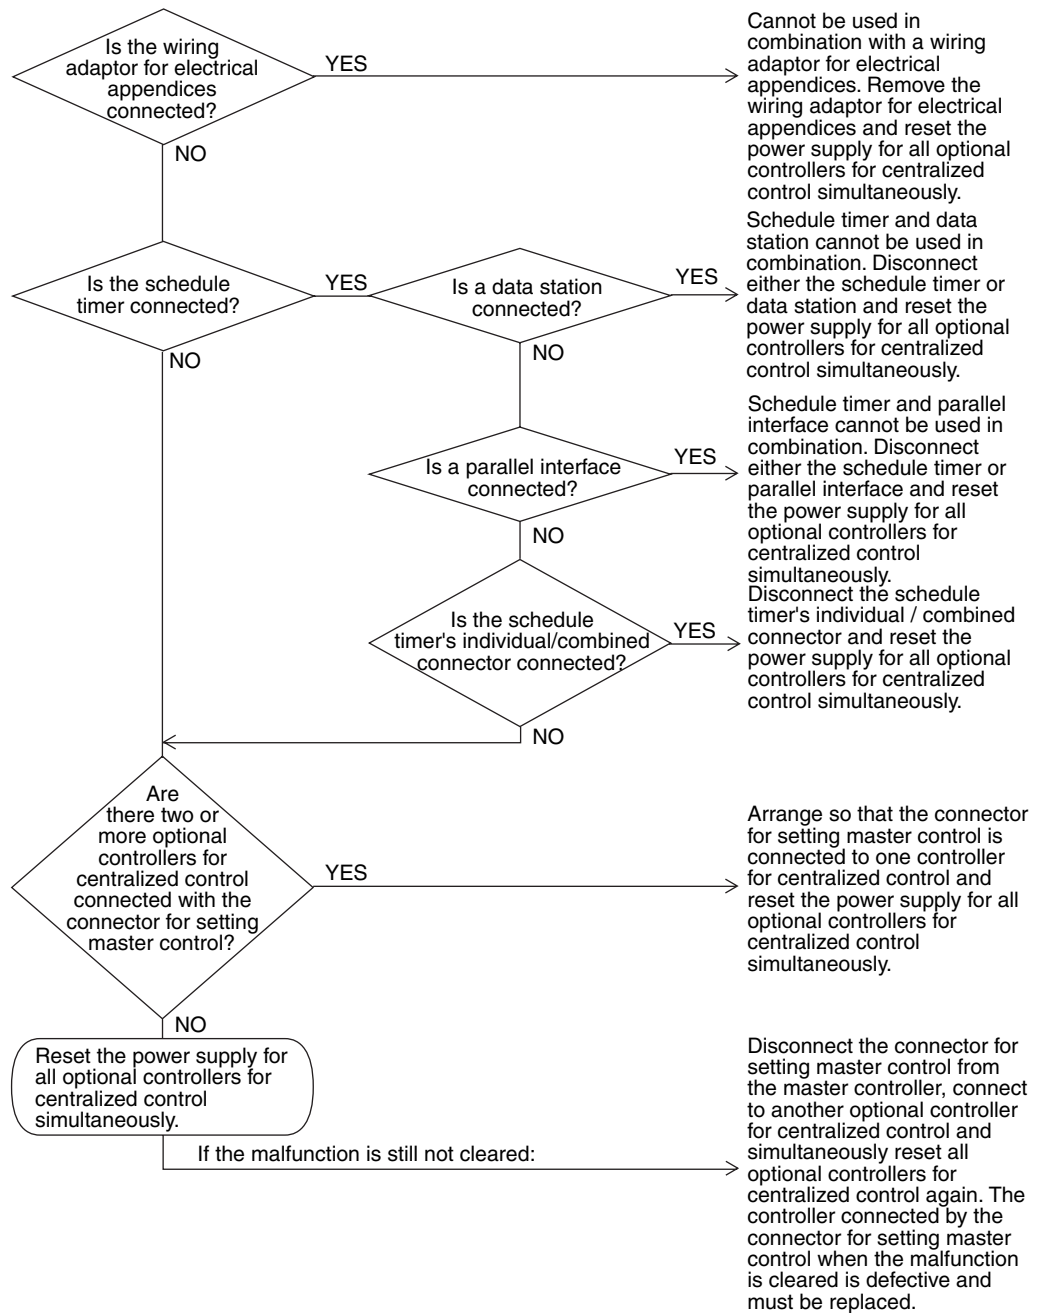 Is the wiring
adaptor for electrical
appendices
connected?
YES
Cannot be used in
combination with a wiring
adaptor for electrical
appendices. Remove the
wiring adaptor for electrical
appendices and reset the
power supply for all optional
controllers for centralized
control simultaneously.
NO
Is the schedule
timer connected?
YES
Is a data station
connected?
YES
Schedule timer and data
station cannot be used in
combination. Disconnect
either the schedule timer or
data station and reset the
power supply for all optional
controllers for centralized
control simultaneously.
NO
NO
Is a parallel interface
connected?
YES
Schedule timer and parallel
interface cannot be used in
combination. Disconnect
either the schedule timer or
parallel interface and reset
the power supply for all
optional controllers for
centralized control
simultaneously.
NO
Is the schedule
timer's individual/combined
connector connected?
YES
Disconnect the schedule
timer's individual / combined
connector and reset the
power supply for all optional
controllers for centralized
control simultaneously.
NO
Are
there two or
more optional
controllers for
centralized control
connected with the
connector for setting
master control?
YES
Arrange so that the connector
for setting master control is
connected to one controller
for centralized control and
reset the power supply for all
optional controllers for
centralized control
simultaneously.
NO
Reset the power supply for
all optional controllers for
centralized control
simultaneously.
If the malfunction is still not cleared:
Disconnect the connector for
setting master control from
the master controller, connect
to another optional controller
for centralized control and
simultaneously reset all
optional controllers for
centralized control again. The
controller connected by the
connector for setting master
control when the malfunction
is cleared is defective and
must be replaced.